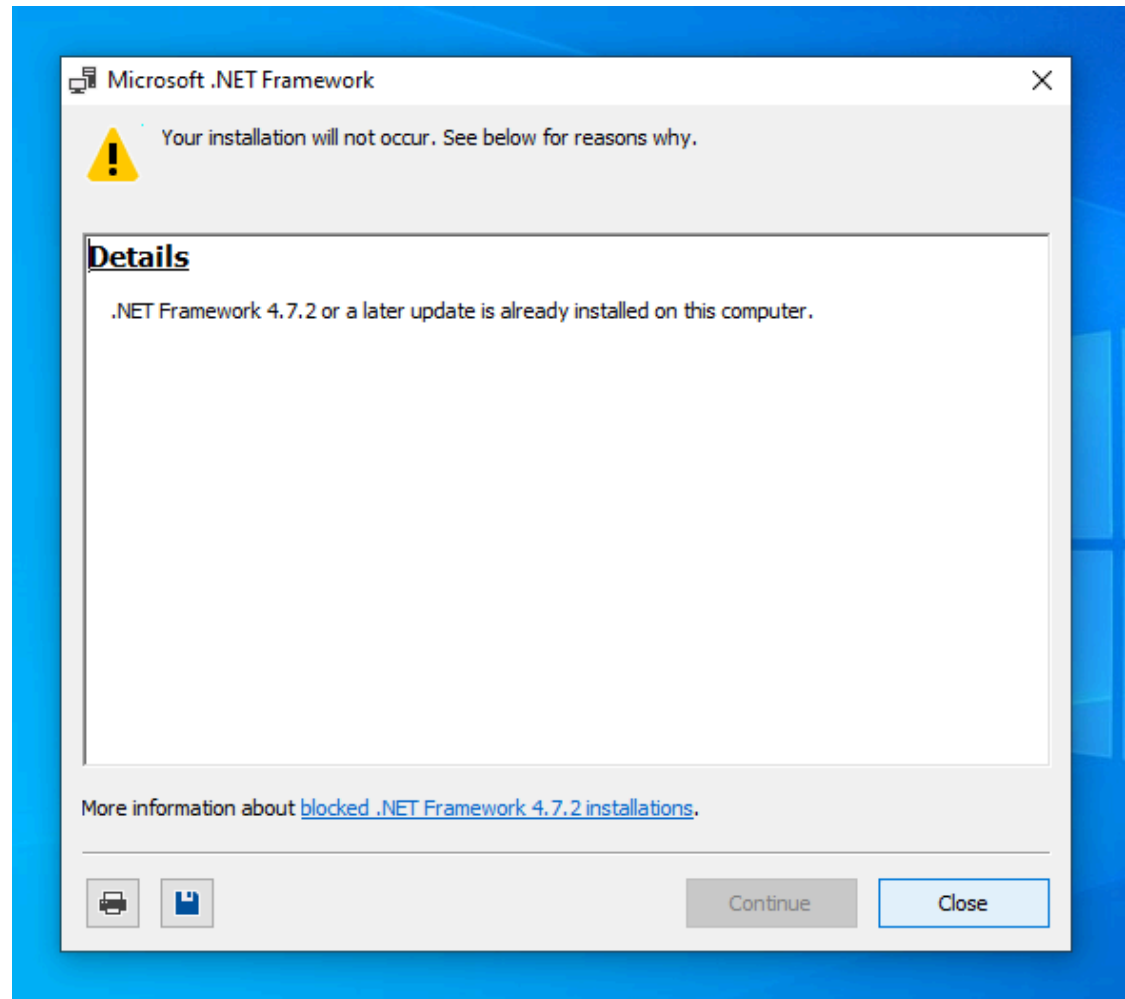 Microsoft .NET Framework
Your installation will not occur. See below for reasons why.
Details
.NET Framework 4.7.2 or a later update is already installed on this computer.
More information about blocked .NET Framework 4.7.2 installations.
Continue
Close